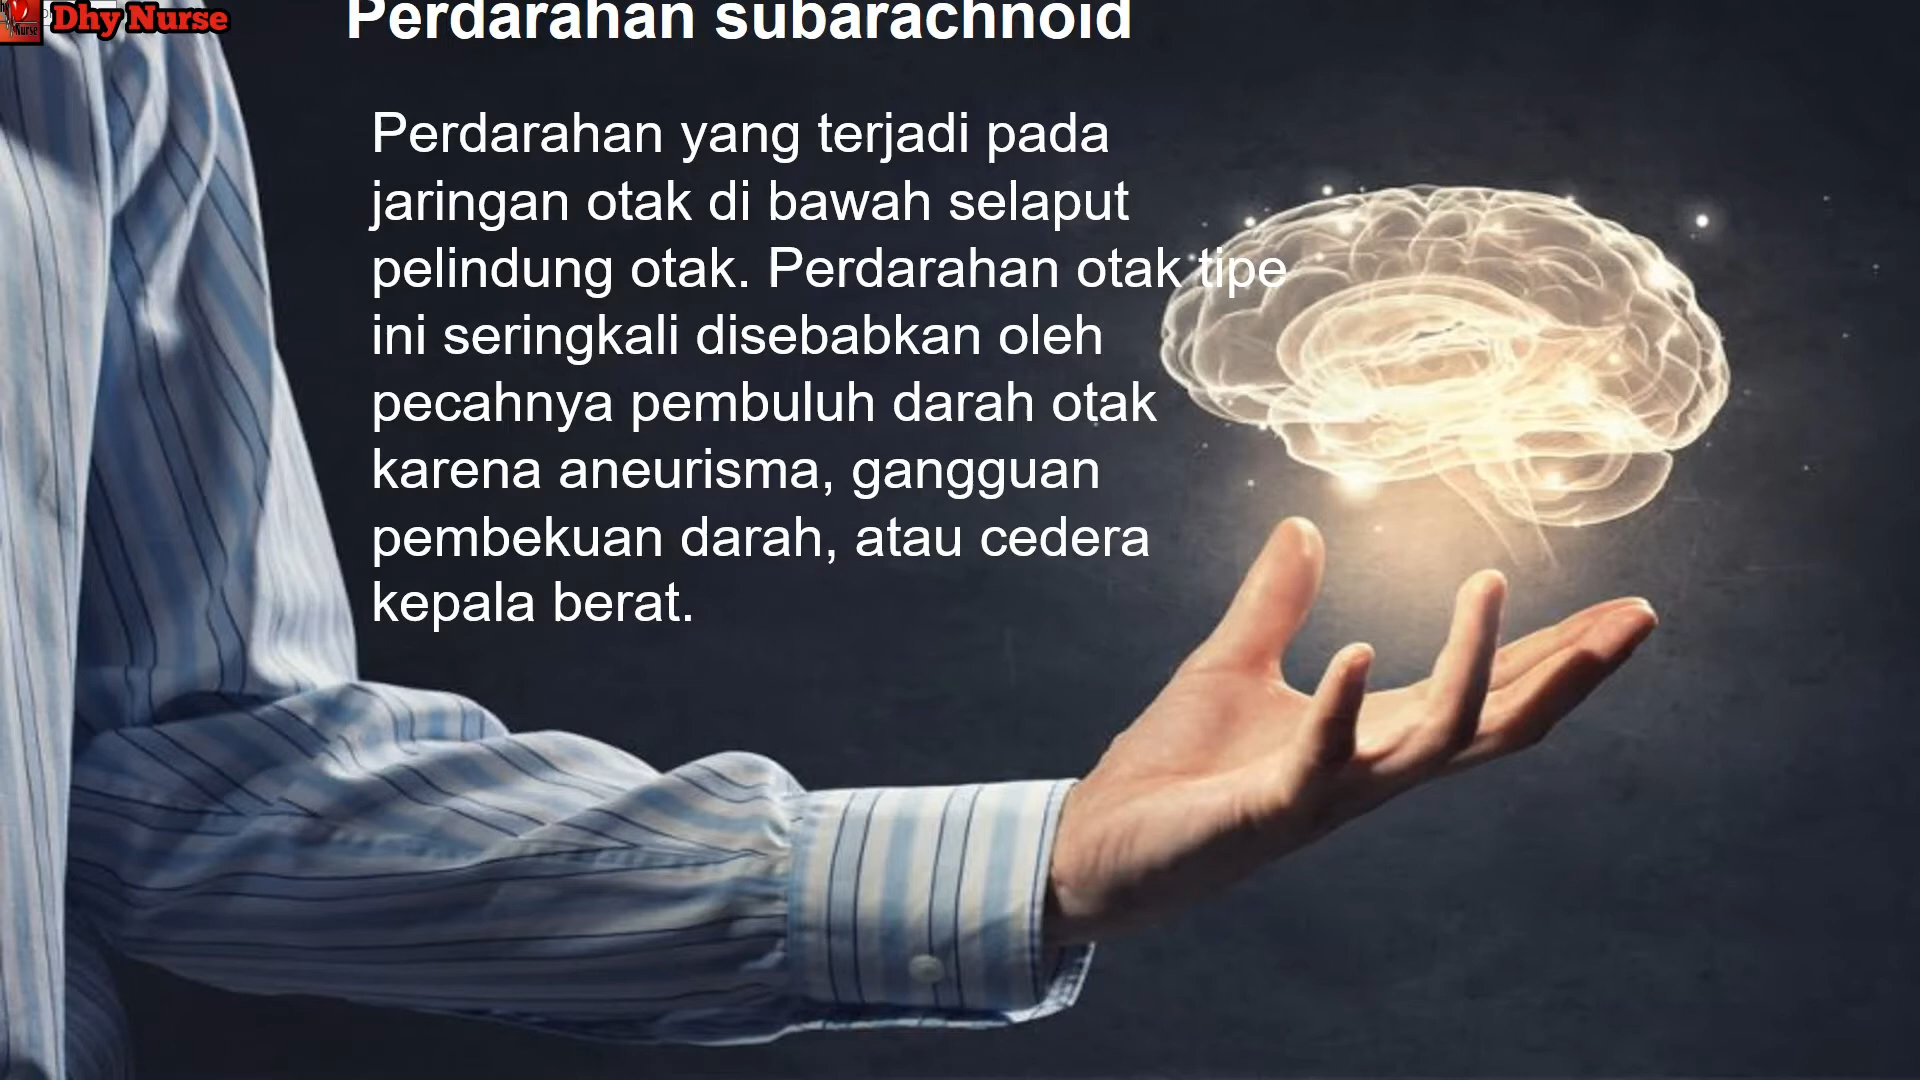 Dhy Nurse
Perdarahan subarachnoid
Perdarahan yang terjadi pada
jaringan otak di bawah selaput
pelindung otak. Perdarahan otak tipe
ini seringkali disebabkan oleh
pecahnya pembuluh darah otak
karena aneurisma, gangguan
pembekuan darah, atau cedera
kepala berat.